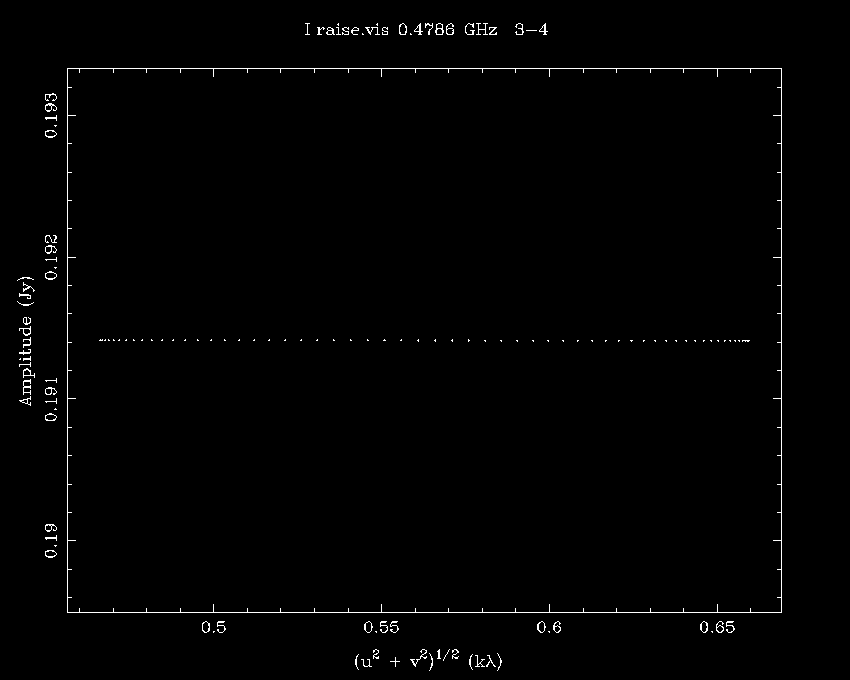 I raise.vis 0.4786 GHz 3−4
0.193
0.192
0.191
0.19
Amplitude (Jy)
0.5 0.55 0.6 0.65
(u² + v²)^1/2 (kλ)